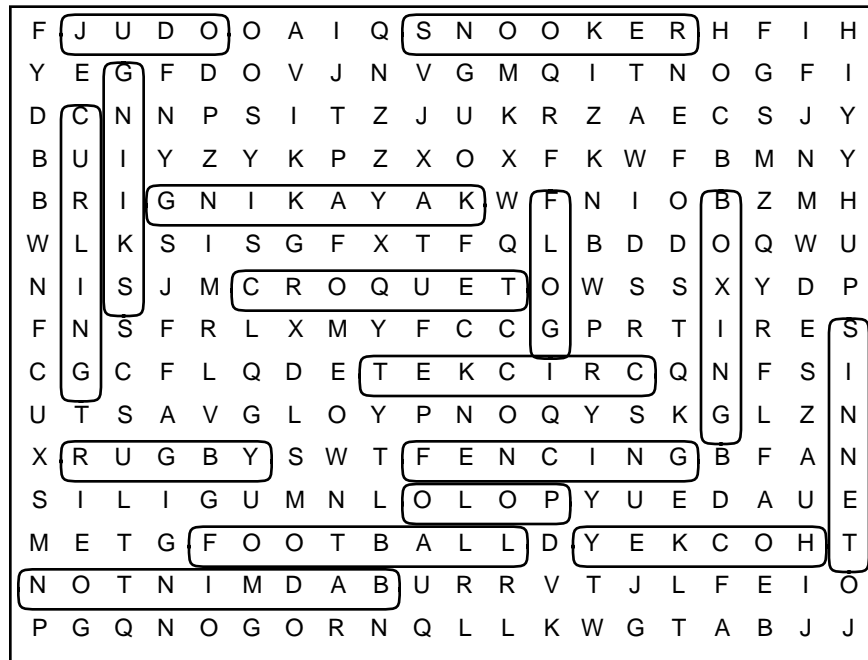 F J U D O O A I Q S N O O K E R H F I H
Y E G F D O V J N V G M Q I T N O G F I
D C N N P S I T Z J U K R Z A E C S J Y
B U I Y Z Y K P Z X O X F K W F B M N Y
B R I G N I K A Y A K W F N I O B Z M H
W L K S I S G F X T F Q L B D D O Q W U
N I S J M C R O Q U E T O W S S X Y D P
F N S F R L X M Y F C C G P R T I R E S
C G C F L Q D E T E K C I R C Q N F S I
U T S A V G L O Y P N O Q Y S K G L Z N
X R U G B Y S W T F E N C I N G B F A N
S I L I G U M N L O L O P Y U E D A U E
M E T G F O O T B A L L D Y E K C O H T
N O T N I M D A B U R R V T J L F E I O
P G Q N O G O R N Q L L K W G T A B J J